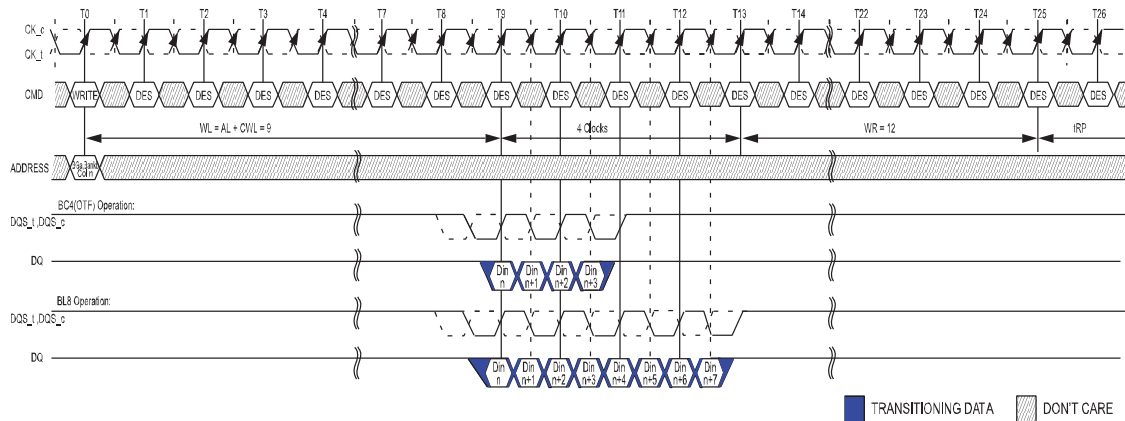 T0 T1 T2 T3 T4 T7 T8 T9 T10 T11 T12 T13 T14 T22 T23 T24 T25 T26
CK_c
CK_t
CMD WRITE DES DES DES DES DES DES DES DES DES DES DES DES DES DES DES DES DES
WL = AL + CWL = 9 4 Clocks WR = 12 tRP
ADDRESS
Col n
BC4(OTF) Operation:
DQS_t ,DQS_c
DQ Din Din Din Din
n n+1 n+2 n+3
BL8 Operation:
DQS_t ,DQS_c
DQ Din Din Din Din Din Din Din Din
n n+1 n+2 n+3 n+4 n+5 n+6 n+7
TRANSITIONING DATA DON'T CARE